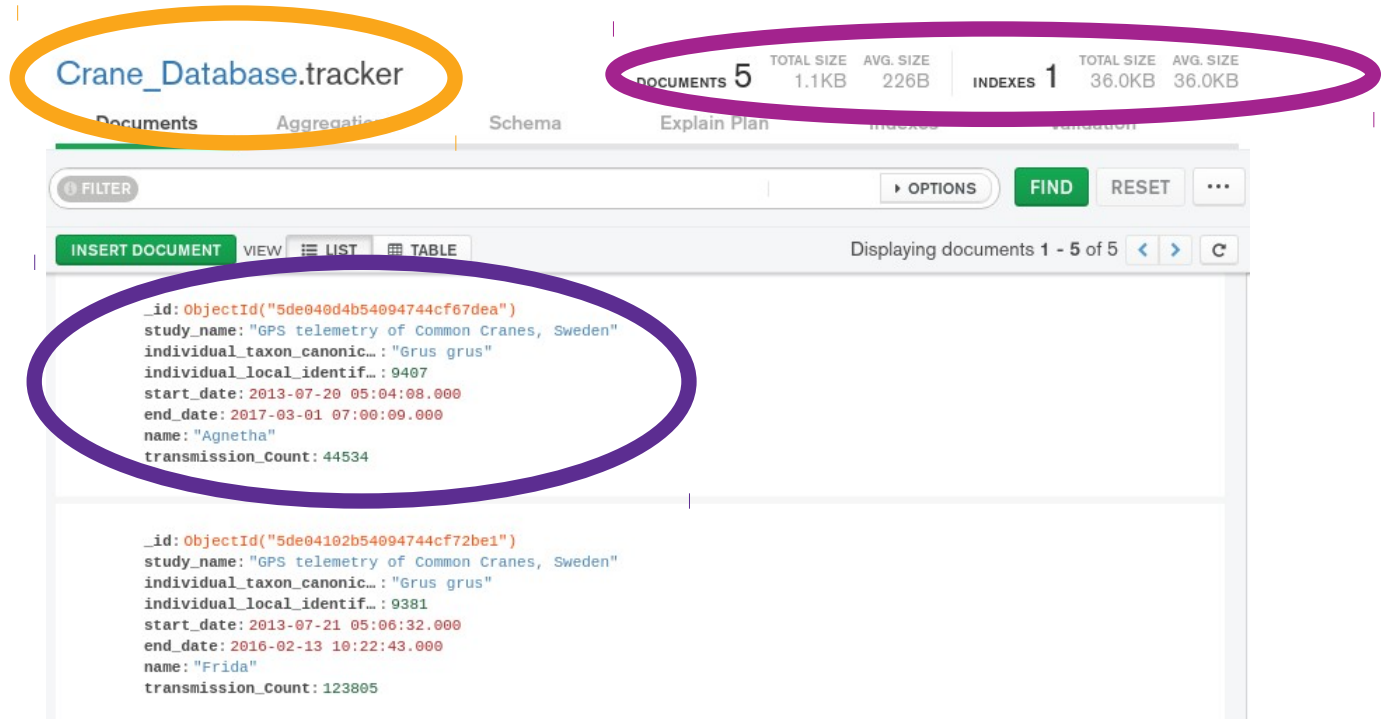 Crane_Database.tracker
DOCUMENTS 5 TOTAL SIZE 1.1KB AVG. SIZE 226B INDEXES 1 TOTAL SIZE 36.0KB AVG. SIZE 36.0KB
Documents Aggregations Schema Explain Plan Indexes Validation
FILTER OPTIONS FIND RESET ...
INSERT DOCUMENT VIEW LIST TABLE Displaying documents 1 - 5 of 5
_id: ObjectId("5de040d4b54094744cf67dea")
study_name: "GPS telemetry of Common Cranes, Sweden"
individual_taxon_canonic…: "Grus grus"
individual_local_identif…: 9407
start_date: 2013-07-20 05:04:08.000
end_date: 2017-03-01 07:00:09.000
name: "Agnetha"
transmission_Count: 44534
_id: ObjectId("5de04102b54094744cf72be1")
study_name: "GPS telemetry of Common Cranes, Sweden"
individual_taxon_canonic…: "Grus grus"
individual_local_identif…: 9381
start_date: 2013-07-21 05:06:32.000
end_date: 2016-02-13 10:22:43.000
name: "Frida"
transmission_Count: 123805